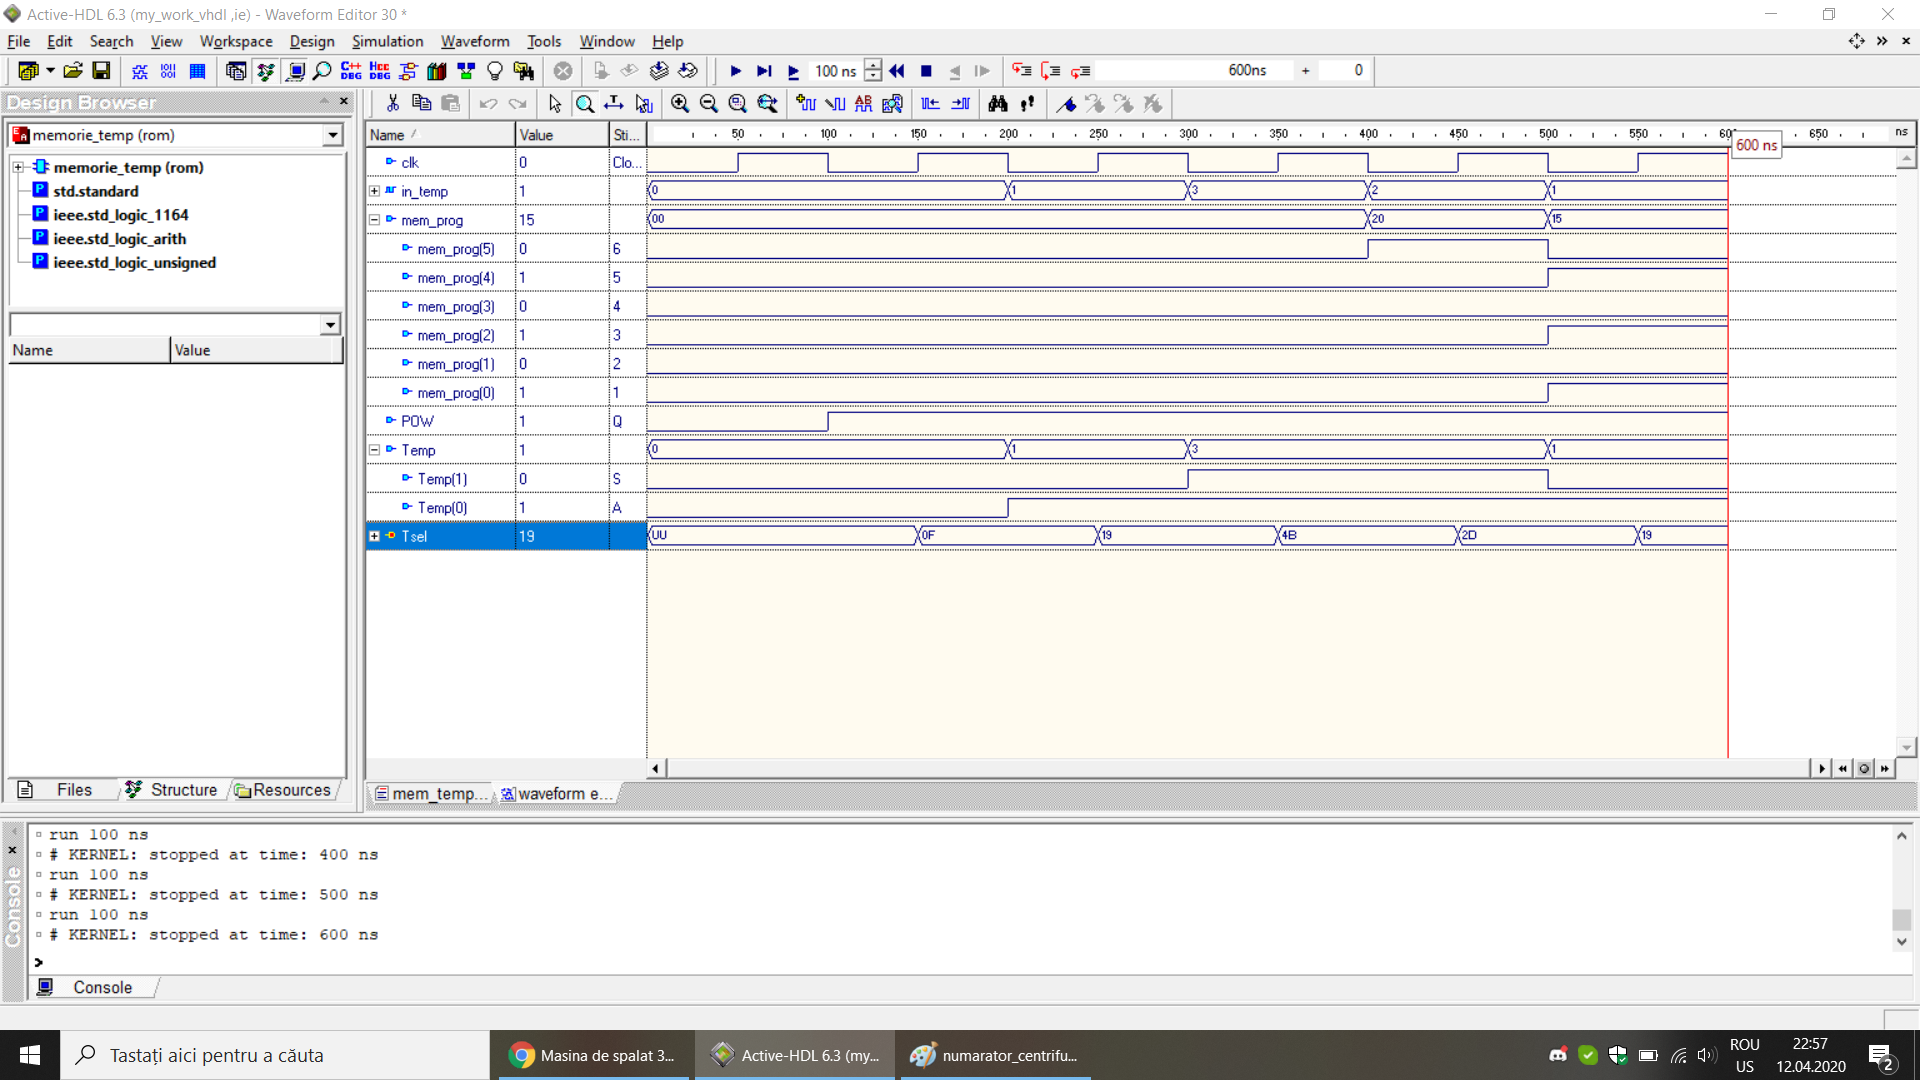 Active-HDL 6.3 (my_work_vhdl ,ie) - Waveform Editor 30 *
File Edit Search View Workspace Design Simulation Waveform Tools Window Help
100 ns 600ns + 0
Design Browser
memorie_temp (rom)
memorie_temp (rom)
std.standard
ieee.std_logic_1164
ieee.std_logic_arith
ieee.std_logic_unsigned
Name Value
Files Structure Resources
Name Value Sti... 50 100 150 200 250 300 350 400 450 500 550 650 ns
600 ns
clk 0 Clo...
in_temp 1 0 1 3 2 1
mem_prog 15 00 20 15
mem_prog(5) 0 6
mem_prog(4) 1 5
mem_prog(3) 0 4
mem_prog(2) 1 3
mem_prog(1) 0 2
mem_prog(0) 1 1
POW 1 Q
Temp 1 0 1 3 1
Temp(1) 0 S
Temp(0) 1 A
Tsel 19 UU 0F 19 4B 2D 19
mem_temp... waveform e...
run 100 ns
# KERNEL: stopped at time: 400 ns
run 100 ns
# KERNEL: stopped at time: 500 ns
run 100 ns
# KERNEL: stopped at time: 600 ns
>
Console
Console
Tastați aici pentru a căuta
Masina de spalat 3...
Active-HDL 6.3 (my...
numarator_centrifu...
ROU
US
22:57
12.04.2020
2